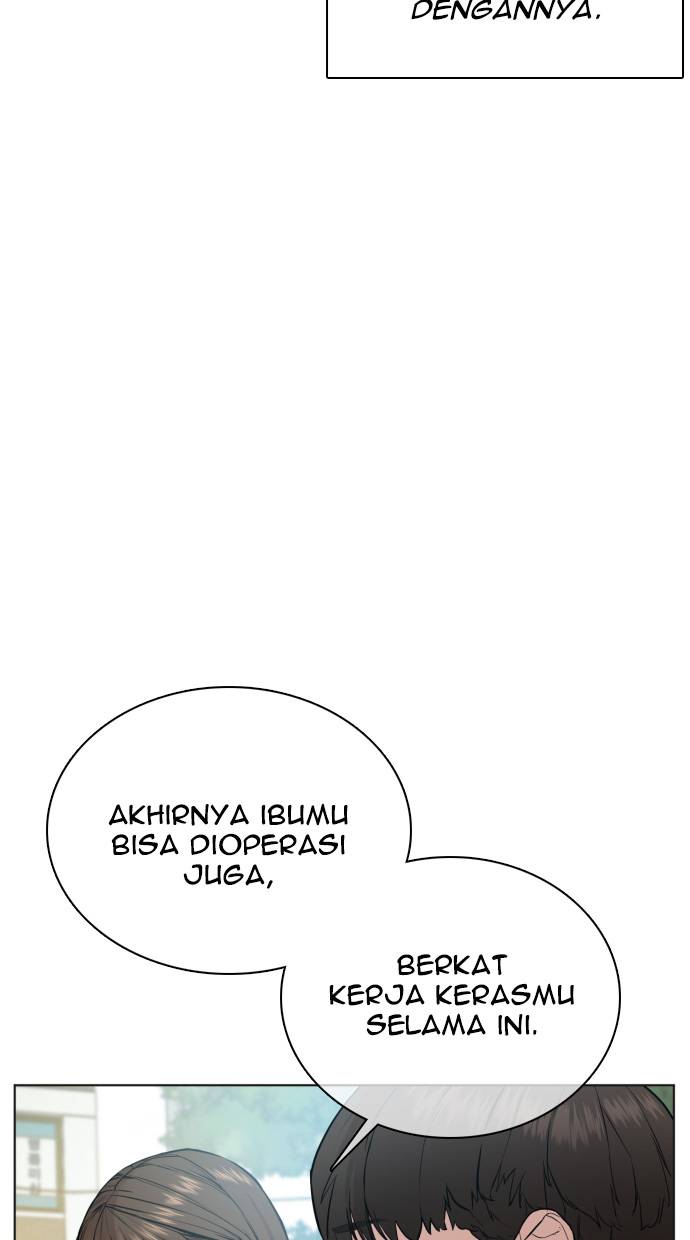 DENGANNYA.
AKHIRNYA IBUMU
BISA DIOPERASI
JUGA,
BERKAT
KERJA KERASMU
SELAMA INI.